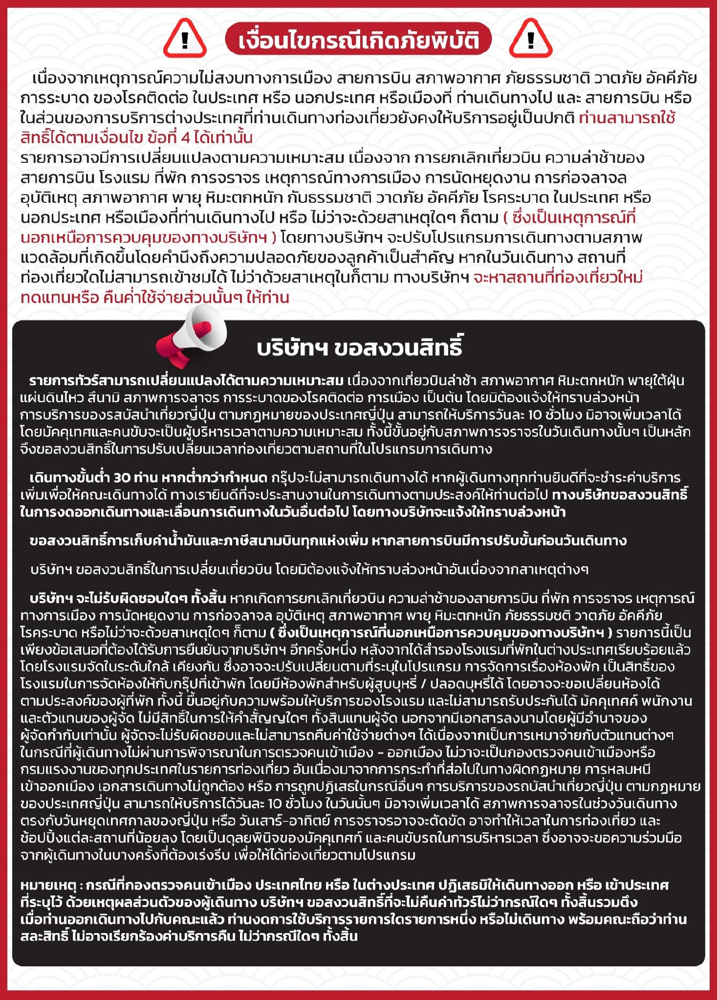 เงื่อนไขกรณีเกิดภัยพิบัติ
เนื่องจากเหตุการณ์ความไม่สงบทางการเมือง สายการบิน สภาพอากาศ ภัยธรรมชาติ วาตภัย อัคคีภัย
การระบาด ของโรคติดต่อ ในประเทศ หรือ นอกประเทศ หรือเมืองที่ ท่านเดินทางไป และ สายการบิน หรือ
ในส่วนของการบริการต่างประเทศที่ท่านเดินทางท่องเที่ยวยังคงให้บริการอยู่เป็นปกติ ท่านสามารถใช้
สิทธิ์ได้ตามเงื่อนไข ข้อที่ 4 ได้เท่านั้น
รายการอาจมีการเปลี่ยนแปลงตามความเหมาะสม เนื่องจาก การยกเลิกเที่ยวบิน ความล่าช้าของ
สายการบิน โรงแรม ที่พัก การจราจร เหตุการณ์ทางการเมือง การนัดหยุดงาน การก่อจลาจล
อุบัติเหตุ สภาพอากาศ พายุ หิมะตกหนัก กับธรรมชาติ วาดภัย อัคคีภัย โรคระบาด ในประเทศ หรือ
นอกประเทศ หรือเมืองที่ท่านเดินทางไป หรือ ไม่ว่าจะด้วยสาเหตุใดๆ ก็ตาม ( ซึ่งเป็นเหตุการณ์ที่
นอกเหนือการควบคุมของทางบริษัทฯ ) โดยทางบริษัทฯ จะปรับโปรแกรมการเดินทางตามสภาพ
แวดล้อมที่เกิดขึ้นโดยคำนึงถึงความปลอดภัยของลูกค้าเป็นสำคัญ หากในวันเดินทาง สถานที่
ท่องเที่ยวใดไม่สามารถเข้าชมได้ ไม่ว่าด้วยสาเหตุในก็ตาม ทางบริษัทฯ จะหาสถานที่ท่องเที่ยวใหม่
ทดแทนหรือ คืนค่่าใช้จ่ายส่วนนั้นๆ ให้ท่าน
บริษัทฯ ขอสงวนสิทธิ์
รายการทัวร์สามารถเปลี่ยนแปลงได้ตามความเหมาะสม เนื่องจากเที่ยวบินล่าช้า สภาพอากาศ หิมะตกหนัก พายุใต้ฝุ่น
แผ่นดินไหว สึนามิ สภาพการจลาจร การระบาดของโรคติดต่อ การเมือง เป็นต้น โดยมิต้องแจ้งให้ทราบล่วงหน้า
การบริการของรสบัสนำเที่ยวญี่ปุ่น ตามกฎหมายของประเทศญี่ปุ่น สามารถให้บริการวันละ 10 ชั่วโมง มิอาจเพิ่มเวลาได้
โดยมัคคุเทศและคนขับจะเป็นผู้บริหารเวลาตามความเหมาะสม ทั้งนี้ขั้นอยู่กับสภาพการจราจรในวันเดินทางนั้นๆ เป็นหลัก
จึงขอสงวนสิทธิ์ในการปรับเปลี่ยนเวลาท่องเที่ยวตามสถานที่ในโปรแกรมการเดินทาง
เดินทางขั้นต่ำ 30 ท่าน หากต่ำกว่ากำหนด กรุ๊ปจะไม่สามารถเดินทางได้ หากผู้เดินทางทุกท่านยินดีที่จะชำระค่าบริการ
เพิ่มเพื่อให้คณะเดินทางได้ ทางเรายินดีที่จะประสานงานในการเดินทางตามประสงค์ให้ท่านต่อไป ทางบริษัทขอสงวนสิทธิ์
ในการงดออกเดินทางและเลื่อนการเดินทางในวันอื่นต่อไป โดยทางบริษัทจะแจ้งให้ทราบล่วงหน้า
ขอสงวนสิทธิ์การเก็บค่าน้ำมันและภาษีสนามบินทุกแห่งเพิ่ม หากสายการบินมีการปรับขั้นก่อนวันเดินทาง
บริษัทฯ ขอสงวนสิทธิ์ในการเปลี่ยนเที่ยวบิน โดยมิต้องแจ้งให้ทราบล่วงหน้าอันเนื่องจากสาเหตุต่างๆ
บริษัทฯ จะไม่รับผิดชอบใดๆ ทั้งสิ้น หากเกิดการยกเลิกเที่ยวบิน ความล่าช้าของสายการบิน ที่พัก การจราจร เหตุการณ์
ทางการเมือง การนัดหยุดงาน การก่อจลาจล อุบัติเหตุ สภาพอากาศ พายุ หิมะตกหนัก ภัยธรรมชติ วาตภัย อัคคีภัย
โรคระบาด หรือไม่ว่าจะด้วยสาเหตุใดๆ ก็ตาม ( ซึ่งเป็นเหตุการณ์ที่นอกเหนือการควบคุมของทางบริษัทฯ ) รายการนี้เป็น
เพียงข้อเสนอที่ต้องได้รับการยืนยันจากบริษัทฯ อีกครั้งหนึ่ง หลังจากได้สำรองโรงแรมที่พักในต่างประเทศเรียบร้อยแล้ว
โดยโรงแรมจัดในระดับใกล้ เคียงกัน ซึ่งอาจจะปรับเปลี่ยนตามที่ระบุในโปรแกรม การจัดการเรื่องห้องพัก เป็นสิทธิ์ของ
โรงแรมในการจัดห้องให้กับกรุ๊ปที่เข้าพัก โดยมีห้องพักสำหรับผู้สูบบุหรี่ / ปลอดบุหรี่ได้ โดยอาจจะขอเปลี่ยนห้องได้
ตามประสงค์ของผู้ที่พัก ทั้งนี้ ขึ้นอยู่กับความพร้อมให้บริการของโรงแรม และไม่สามารถรับประกันได้ มัคคุเทศค์ พนักงาน
และตัวแทนของผู้จัด ไม่มีสิทธิ์ในการให้คำสั้ญญใดๆ ทั้งสินแทนผู้จัด นอกจากมีเอกสารลงนามโดยผู้มีอำนาจของ
ผู้จัดกำกับเท่านั้น ผู้จัดจะไม่รับผิดชอบและไม่สามารถคืนค่าใช้จ่ายต่างๆ ได้เนื่องจากเป็นการเหมาจ่ายกับตัวแทนต่างๆ
ในกรณีที่ผู้เดินทางไม่ผ่านการพิจารณาในการตรวจคนเข้าเมือง - ออกเมือง ไม่วาจะเป็นกองตรวจคนเข้าเมืองหรือ
กรมแรงงานของทุกประเทศในรายการท่องเที่ยว อันเนื่องมาจากการกระทำที่ส่อไปในทางผิดกฎหมาย การหลบหนี
เข้าออกเมือง เอกสารเดินทางไม่ถูกต้อง หรือ การถูกปฏิเสธในกรณีอื่นๆ การบริการของรถบัสนำเที่ยวญี่ปุ่น ตามกฎหมาย
ของประเทศญี่ปุ่น สามารถให้บริการได้วันละ 10 ชั่วโมง ในวันนั้นๆ มิอาจเพิ่มเวลาได้ สภาพการจลาจรในช่วงวันเดินทาง
ตรงกับวันหยุดเทศกาลของญี่ปุ่น หรือ วันเสาร์-อาทิตย์ การจราจรอาจจะตัดขัด อาจทำให้เวลาในการท่องเที่ยว และ
ช้อปปิ้งแต่ละสถานที่น้อยลง โดยเป็นดุลยพินิจของมัคคุเทศก์ และคนขับรถในการบริหารเวลา ซึ่งอาจจะขอความร่วมมือ
จากผู้เดินทางในบางครั้งที่ต้องเร่งรีบ เพื่อให้ได้ท่องเที่ยวตามโปรแกรม
หมายเหตุ : กรณีที่กองตรวจคนเข้าเมือง ประเทศไทย หรือ ในต่างประเทศ ปฏิเสธมิให้เดินทางออก หรือ เข้าประเทศ
ที่ระบุไว้ ด้วยเหตุผลส่วนตัวของผู้เดินทาง บริษัทฯ ขอสงวนสิทธิ์ที่จะไม่คืนค่าทัวร์ไม่ว่ากรณ์ใดๆ ทั้งสิ้นรวมตึง
เมื่อท่านออกเดินทางไปกับคณะแล้ว ท่านงดการใช้บริการรายการใดรายการหนึ่ง หรือไม่เดินทาง พร้อมคณะถือว่าท่าน
สละสิทธิ์ ไม่อาจเรียกร้องค่าบริการคืน ไม่ว่ากรณีใดๆ ทั้งสิ้น